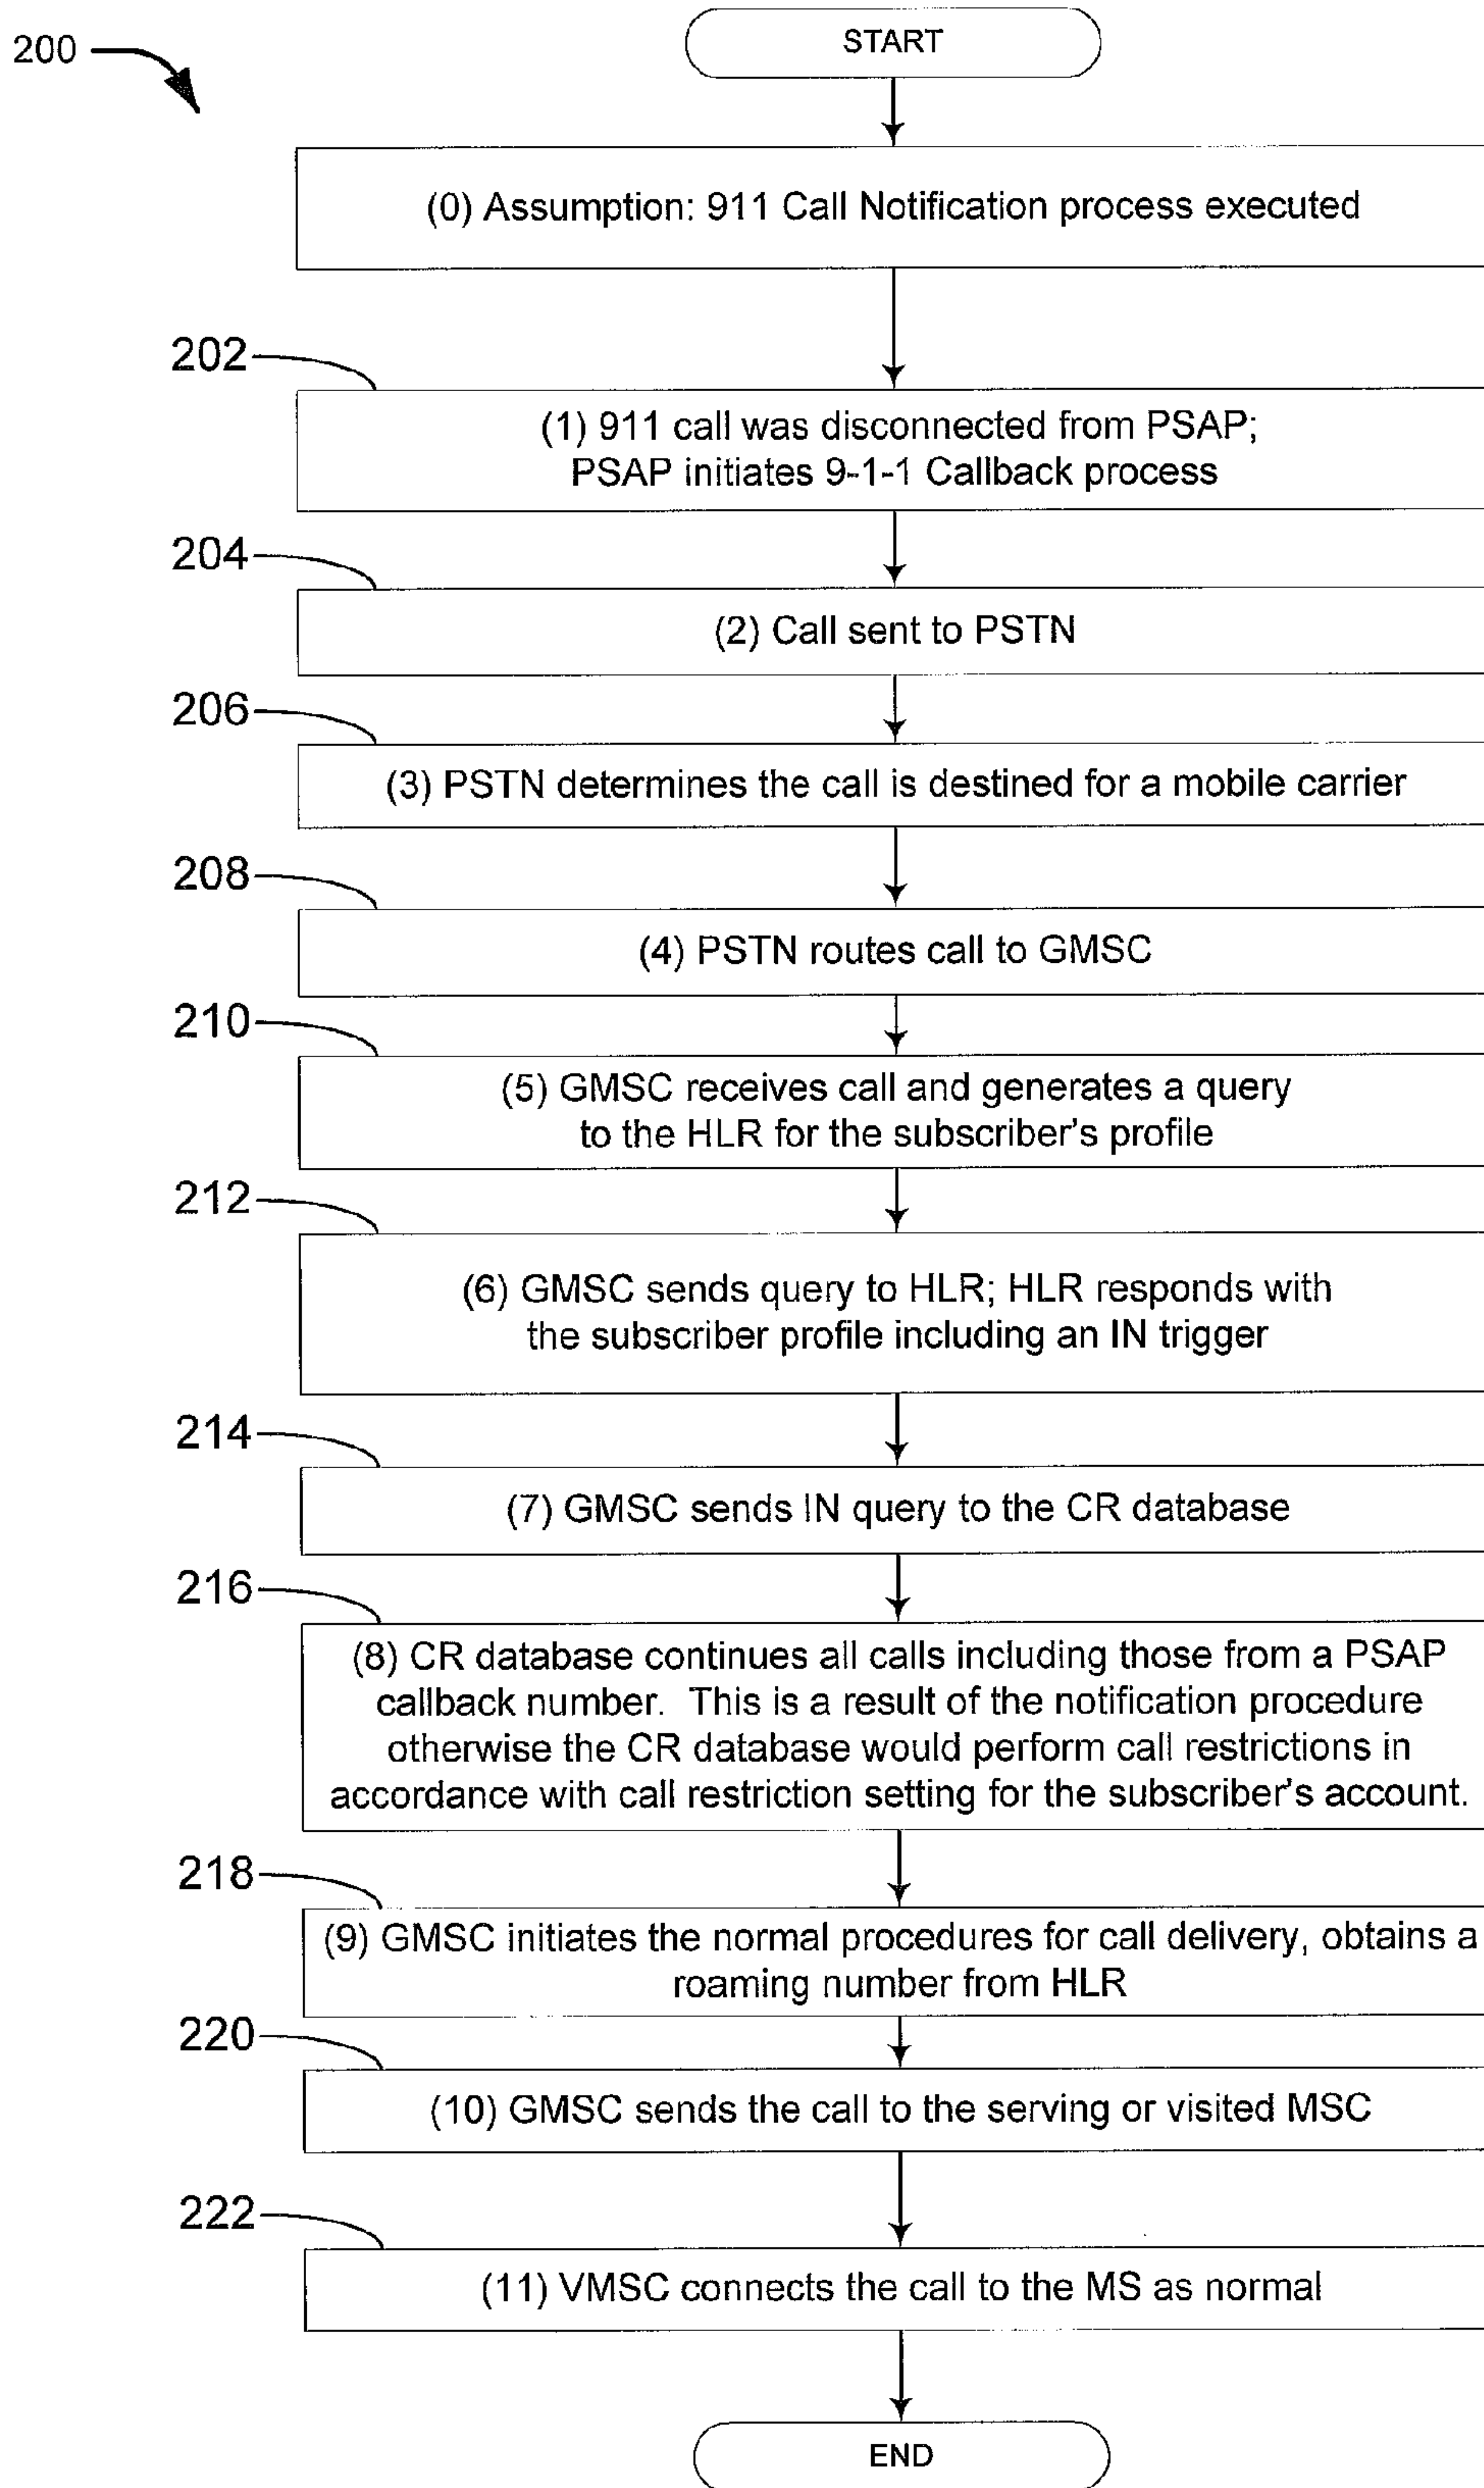 200
START
(0) Assumption: 911 Call Notification process executed
202
(1) 911 call was disconnected from PSAP;
PSAP initiates 9-1-1 Callback process
204
(2) Call sent to PSTN
206
(3) PSTN determines the call is destined for a mobile carrier
208
(4) PSTN routes call to GMSC
210
(5) GMSC receives call and generates a query
to the HLR for the subscriber's profile
212
(6) GMSC sends query to HLR; HLR responds with
the subscriber profile including an IN trigger
214
(7) GMSC sends IN query to the CR database
216
(8) CR database continues all calls including those from a PSAP
callback number. This is a result of the notification procedure
otherwise the CR database would perform call restrictions in
accordance with call restriction setting for the subscriber's account.
218
(9) GMSC initiates the normal procedures for call delivery, obtains a
roaming number from HLR
220
(10) GMSC sends the call to the serving or visited MSC
222
(11) VMSC connects the call to the MS as normal
END